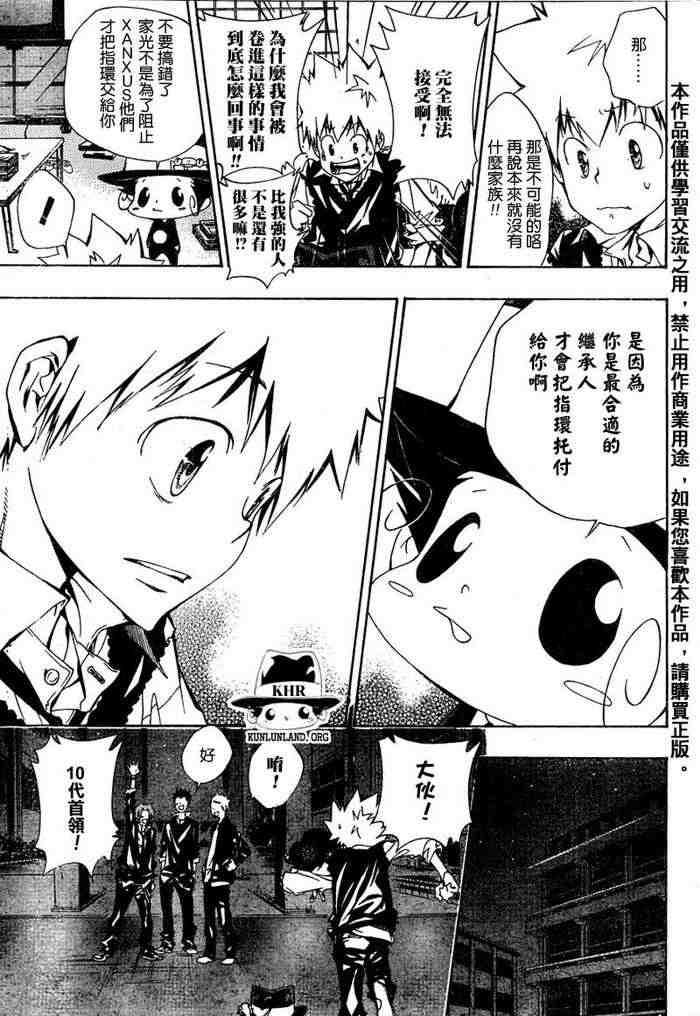 那……
那是不可能的咯
再說本來就沒有
什麼家族!!
完全無法
接受啊！
為什麼我會被
卷進這樣的事情
到底怎麼回事啊!!
比我強的人
不是還有
很多嘛!?
不要搞錯了
家光不是為了阻止
XANXUS他們
才把指環交給你
！
是因為
你是最合適的
繼承人
才會把指環托付
給你啊
大伙！
唷！
好
10代首領！
KHR
KUNLUNLAND.ORG
本作品僅供學習交流之用，禁止用作商業用途，如果您喜歡本作品，請購買正版。